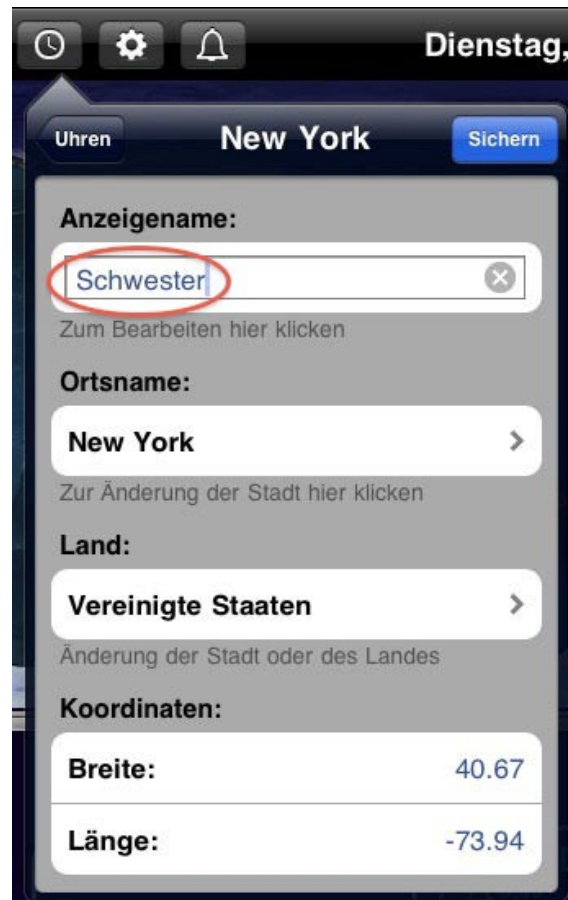 Dienstag,
Uhren New York Sichern
Anzeigename:
Schwester
Zum Bearbeiten hier klicken
Ortsname:
New York
Zur Änderung der Stadt hier klicken
Land:
Vereinigte Staaten
Änderung der Stadt oder des Landes
Koordinaten:
Breite: 40.67
Länge: -73.94